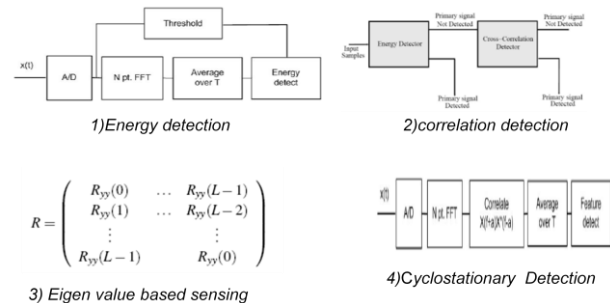 Threshold
x(t)
A/D
N pt. FFT
Average
over T
Energy
detect
1)Energy detection
Primary signal
Not Detected
Primary signal
Not Detected
Input
Samples
Energy Detector
Cross-Correlation
Detector
Primary signal
Detected
Primary signal
Detected
2)correlation detection
R = ( Ryy(0) … Ryy(L − 1)
Ryy(1) … Ryy(L − 2)
⋮ ⋮
Ryy(L − 1) Ryy(0) )
3) Eigen value based sensing
x(t)
A/D
N pt. FFT
Correlate
X(f+a)X*(f-a)
Average
over T
Feature
detect
4)Cyclostationary Detection